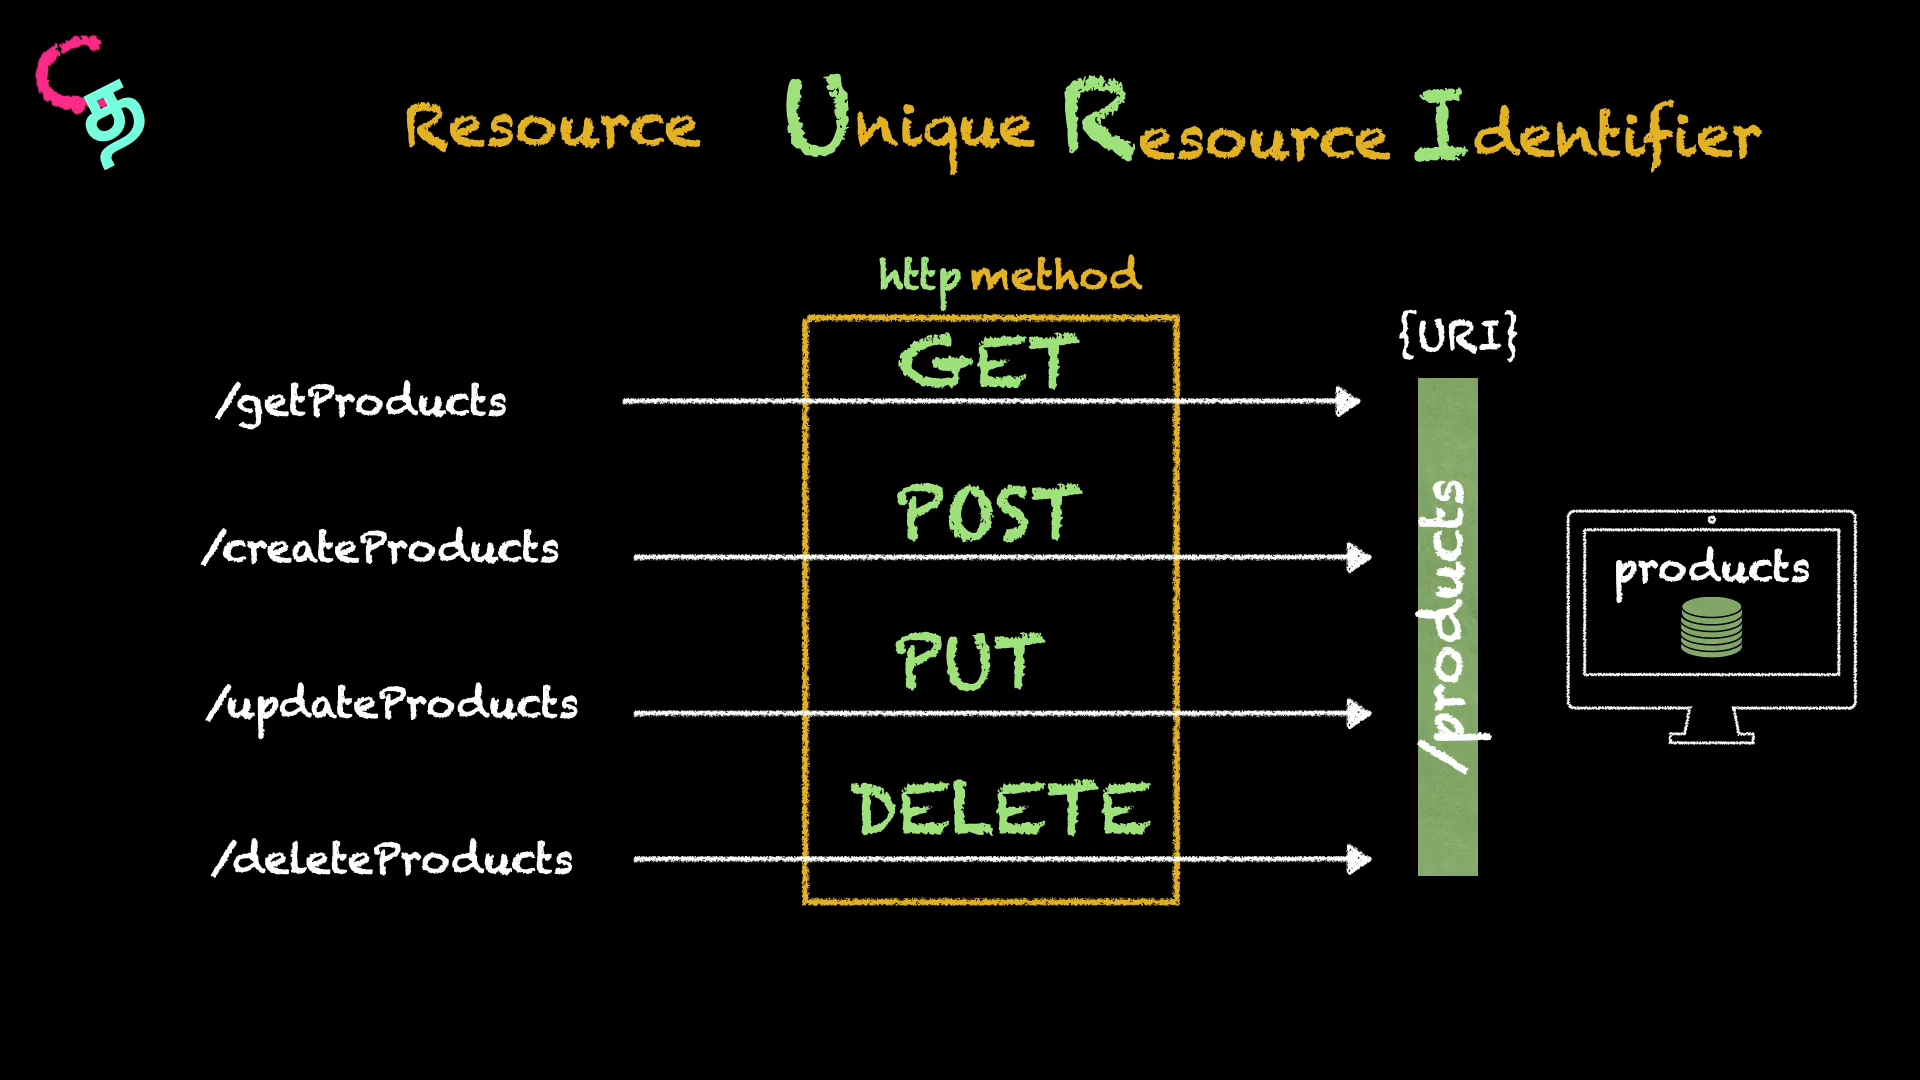 Resource Unique Resource Identifier
http method
{URI}
/getProducts
GET
/createProducts
POST
/updateProducts
PUT
/deleteProducts
DELETE
/products
products